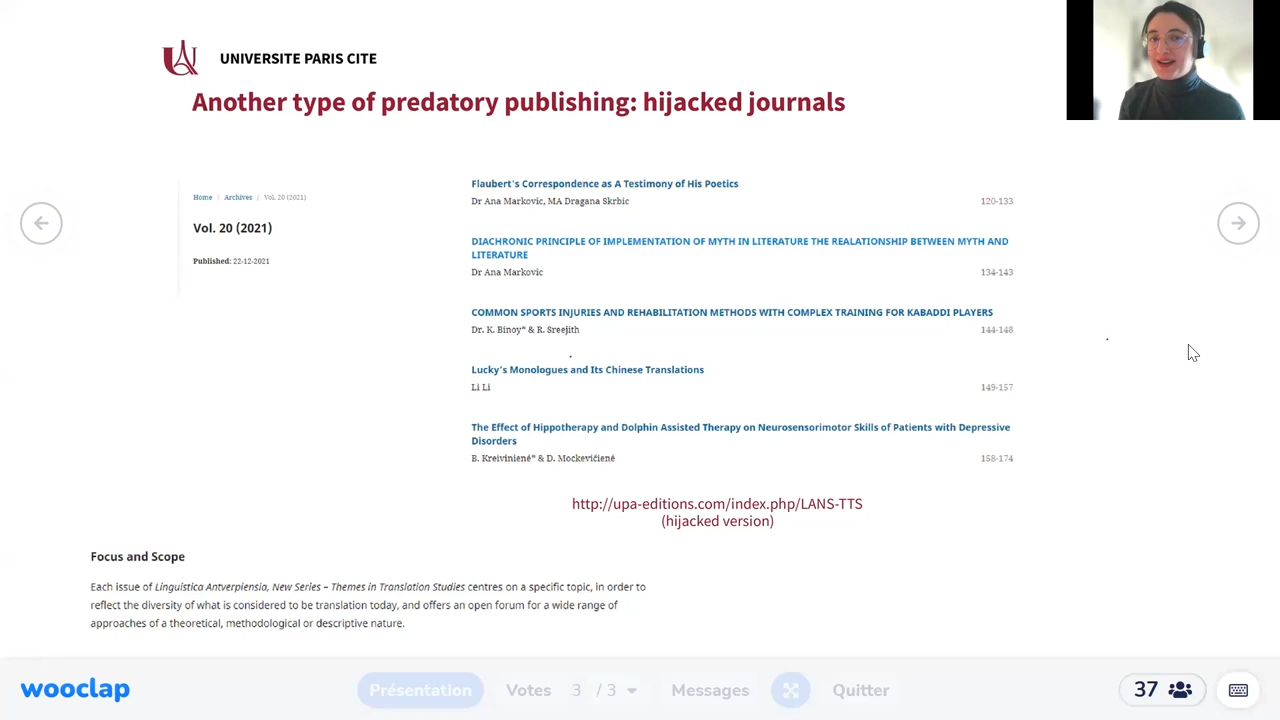 UNIVERSITE PARIS CITE
Another type of predatory publishing: hijacked journals
Home / Archives / Vol. 20 (2021)
Vol. 20 (2021)
Published: 22-12-2021
Flaubert's Correspondence as A Testimony of His Poetics
Dr Ana Markovic, MA Dragana Skrbic
120-133
DIACHRONIC PRINCIPLE OF IMPLEMENTATION OF MYTH IN LITERATURE THE REALATIONSHIP BETWEEN MYTH AND
LITERATURE
Dr Ana Markovic
134-143
COMMON SPORTS INJURIES AND REHABILITATION METHODS WITH COMPLEX TRAINING FOR KABADDI PLAYERS
Dr. K. Binoy* & R. Sreejith
144-148
Lucky's Monologues and Its Chinese Translations
Li Li
149-157
The Effect of Hippotherapy and Dolphin Assisted Therapy on Neurosensorimotor Skills of Patients with Depressive
Disorders
B. Kreivinienė* & D. Mockevičienė
158-174
http://upa-editions.com/index.php/LANS-TTS
(hijacked version)
Focus and Scope
Each issue of Linguistica Antverpiensia, New Series – Themes in Translation Studies centres on a specific topic, in order to
reflect the diversity of what is considered to be translation today, and offers an open forum for a wide range of
approaches of a theoretical, methodological or descriptive nature.
wooclap
Présentation
Votes
3 / 3
Messages
Quitter
37